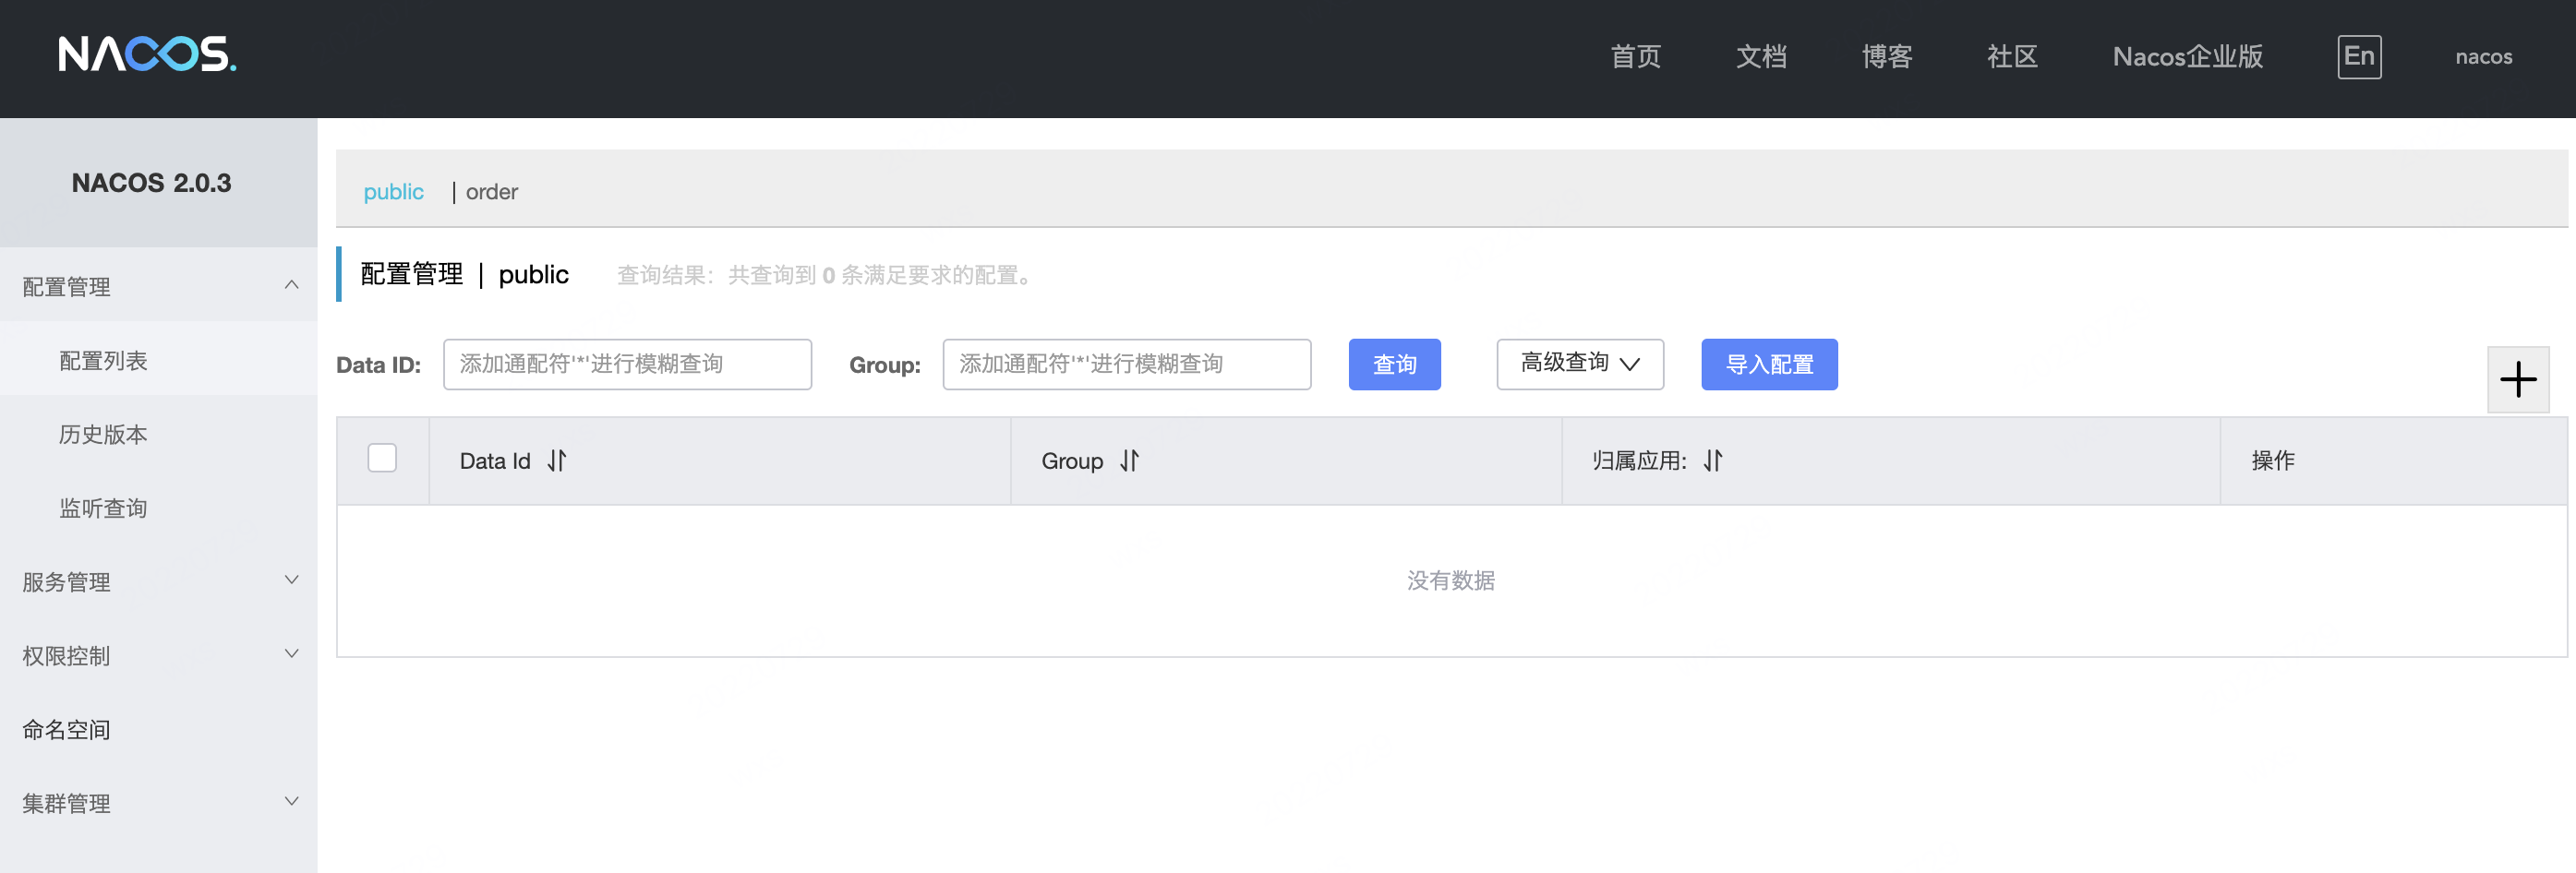 NACOS.
首页 文档 博客 社区 Nacos企业版 En nacos
NACOS 2.0.3
public | order
配置管理 | public 查询结果：共查询到 0 条满足要求的配置。
Data ID: 添加通配符'*'进行模糊查询 Group: 添加通配符'*'进行模糊查询 查询 高级查询 导入配置
Data Id Group 归属应用: 操作
没有数据
配置管理
配置列表
历史版本
监听查询
服务管理
权限控制
命名空间
集群管理